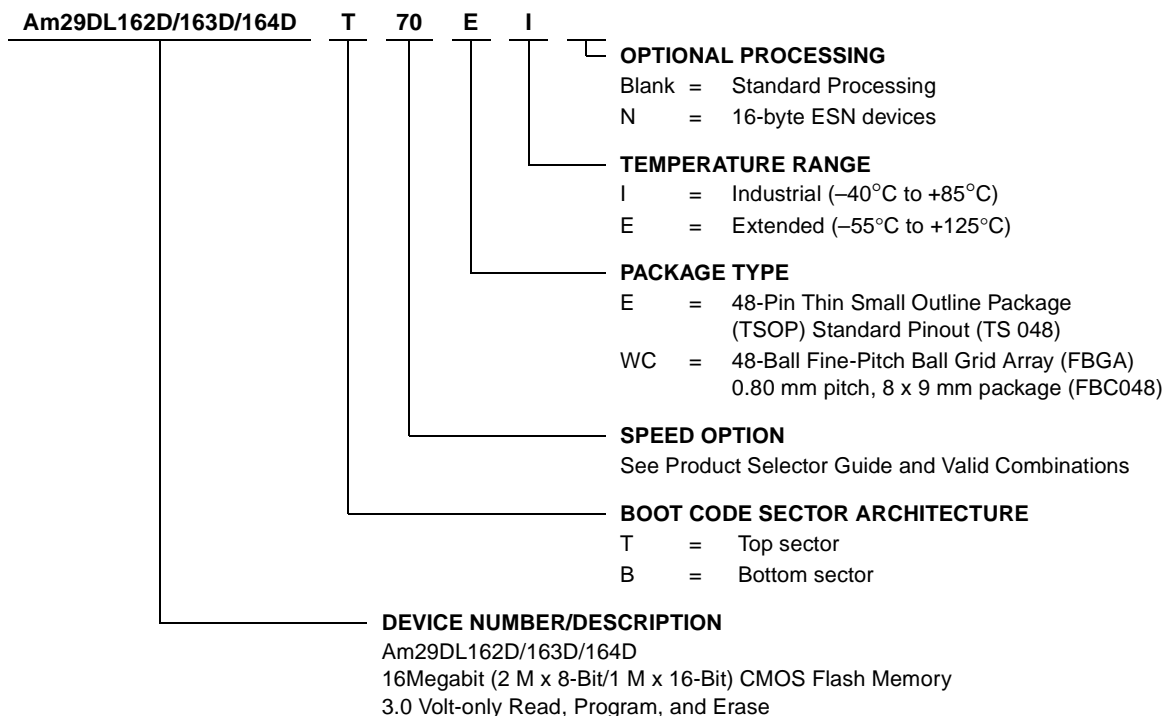 Am29DL162D/163D/164D T 70 E I
OPTIONAL PROCESSING
Blank = Standard Processing
N = 16-byte ESN devices
TEMPERATURE RANGE
I = Industrial (–40°C to +85°C)
E = Extended (–55°C to +125°C)
PACKAGE TYPE
E = 48-Pin Thin Small Outline Package
(TSOP) Standard Pinout (TS 048)
WC = 48-Ball Fine-Pitch Ball Grid Array (FBGA)
0.80 mm pitch, 8 x 9 mm package (FBC048)
SPEED OPTION
See Product Selector Guide and Valid Combinations
BOOT CODE SECTOR ARCHITECTURE
T = Top sector
B = Bottom sector
DEVICE NUMBER/DESCRIPTION
Am29DL162D/163D/164D
16Megabit (2 M x 8-Bit/1 M x 16-Bit) CMOS Flash Memory
3.0 Volt-only Read, Program, and Erase